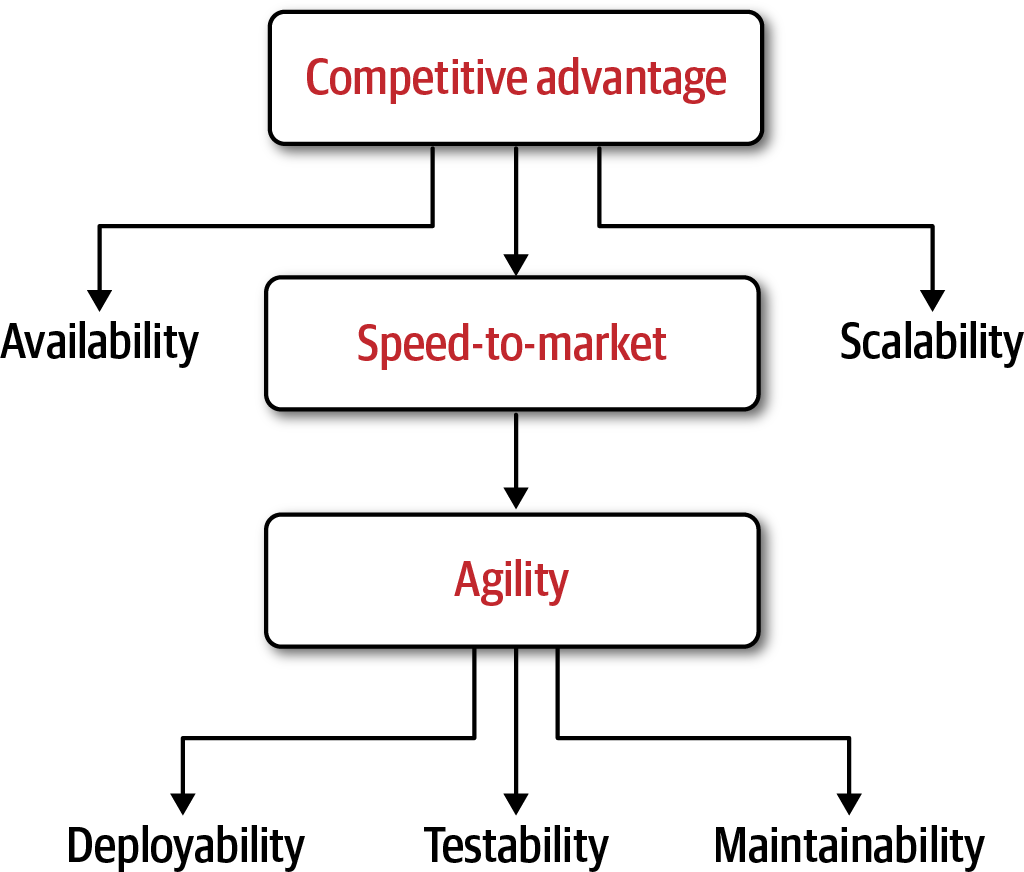 Competitive advantage
Availability
Speed-to-market
Scalability
Agility
Deployability
Testability
Maintainability